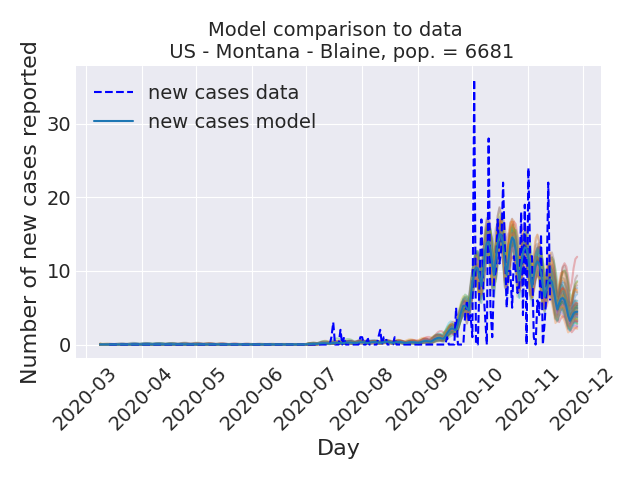 Model comparison to data
US - Montana - Blaine, pop. = 6681
Number of new cases reported
new cases data
new cases model
30
20
10
0
2020-03
2020-04
2020-05
2020-06
2020-07
2020-08
2020-09
2020-10
2020-11
2020-12
Day